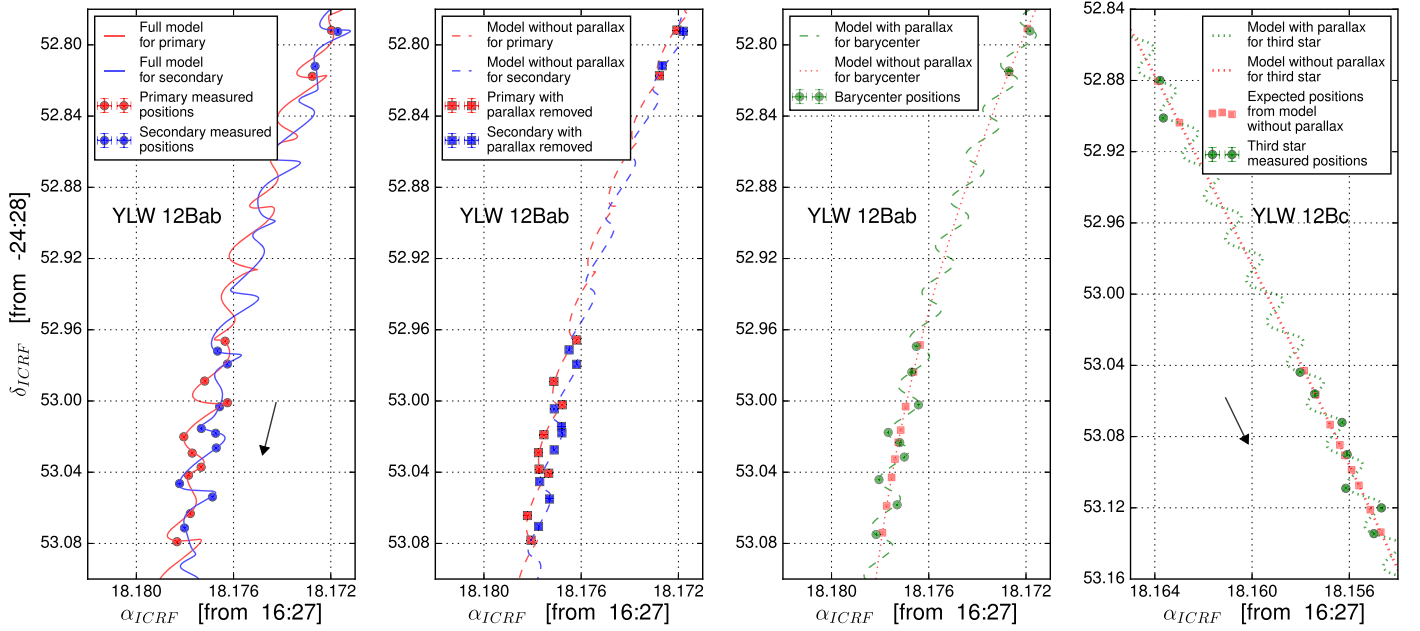 δICRF [from -24:28]
52.80
52.84
52.88
52.92
52.96
53.00
53.04
53.08
Full model
for primary
Full model
for secondary
Primary measured
positions
Secondary measured
positions
YLW 12Bab
18.180
18.176
18.172
αICRF [from 16:27]
52.80
52.84
52.88
52.92
52.96
53.00
53.04
53.08
Model without parallax
for primary
Model without parallax
for secondary
Primary with
parallax removed
Secondary with
parallax removed
YLW 12Bab
18.180
18.176
18.172
αICRF [from 16:27]
52.80
52.84
52.88
52.92
52.96
53.00
53.04
53.08
Model with parallax
for barycenter
Model without parallax
for barycenter
Barycenter positions
YLW 12Bab
18.180
18.176
18.172
αICRF [from 16:27]
52.84
52.88
52.92
52.96
53.00
53.04
53.08
53.12
53.16
Model with parallax
for third star
Model without parallax
for third star
Expected positions
from model
without parallax
Third star
measured positions
YLW 12Bc
18.164
18.160
18.156
αICRF [from 16:27]